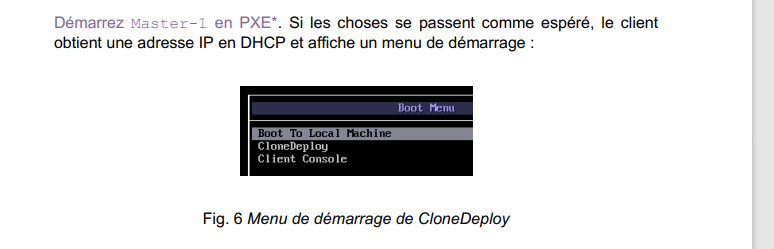 Démarrez Master-1 en PXE*. Si les choses se passent comme espéré, le client
obtient une adresse IP en DHCP et affiche un menu de démarrage :
Boot Menu
Boot To Local Machine
CloneDeploy
Client Console
Fig. 6 Menu de démarrage de CloneDeploy